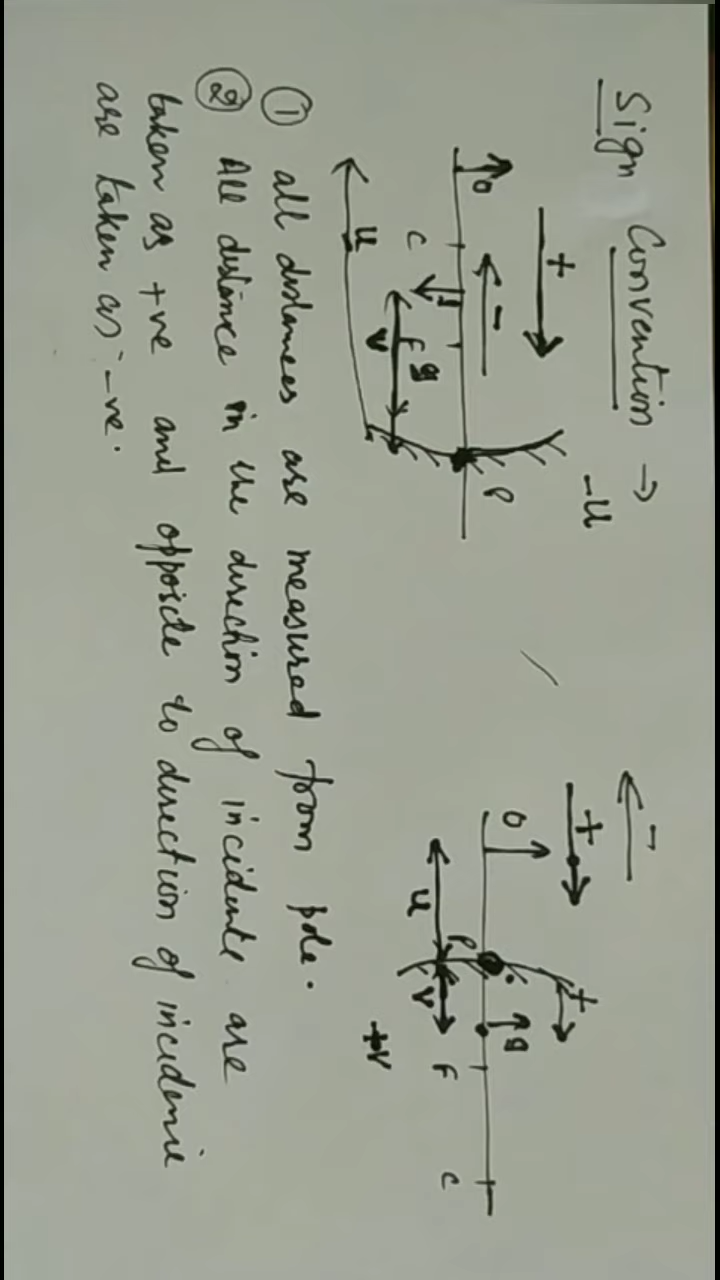 Sign Convention →
-u
+
-
O
C
I
F
g
P
u
v
-
+
+
O
P
g
F
C
u
v
+v
① all distances are measured from pole.
② All distance in the direction of incidente are
taken as +ve and opposite to direction of incidenie
are taken as -ve.